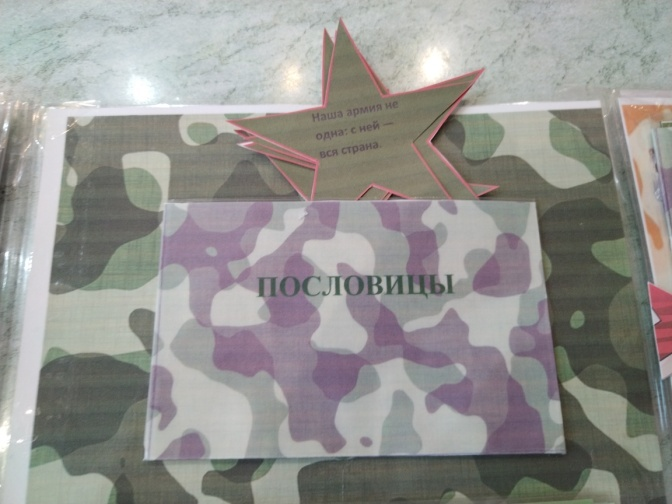 Наша армия не
одна: с ней —
вся страна.
ПОСЛОВИЦЫ